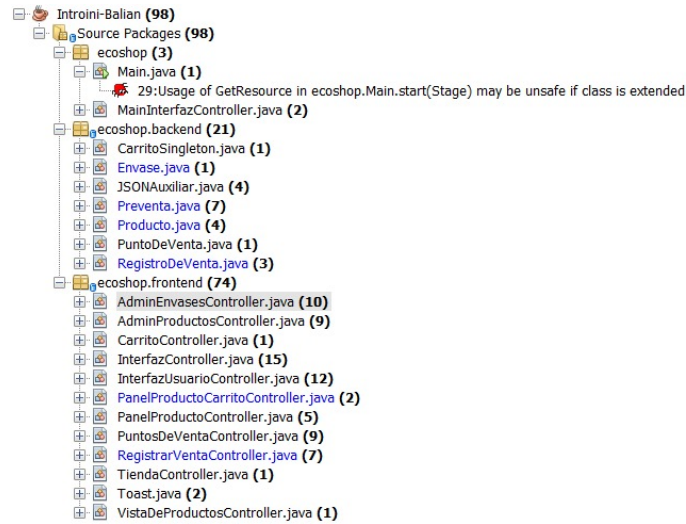 Introini-Balian (98)
Source Packages (98)
ecoshop (3)
Main.java (1)
29:Usage of GetResource in ecoshop.Main.start(Stage) may be unsafe if class is extended
MainInterfazController.java (2)
ecoshop.backend (21)
CarritoSingleton.java (1)
Envase.java (1)
JSONAuxiliar.java (4)
Preventa.java (7)
Producto.java (4)
PuntoDeVenta.java (1)
RegistroDeVenta.java (3)
ecoshop.frontend (74)
AdminEnvasesController.java (10)
AdminProductosController.java (9)
CarritoController.java (1)
InterfazController.java (15)
InterfazUsuarioController.java (12)
PanelProductoCarritoController.java (2)
PanelProductoController.java (5)
PuntosDeVentaController.java (9)
RegistrarVentaController.java (7)
TiendaController.java (1)
Toast.java (2)
VistaDeProductosController.java (1)